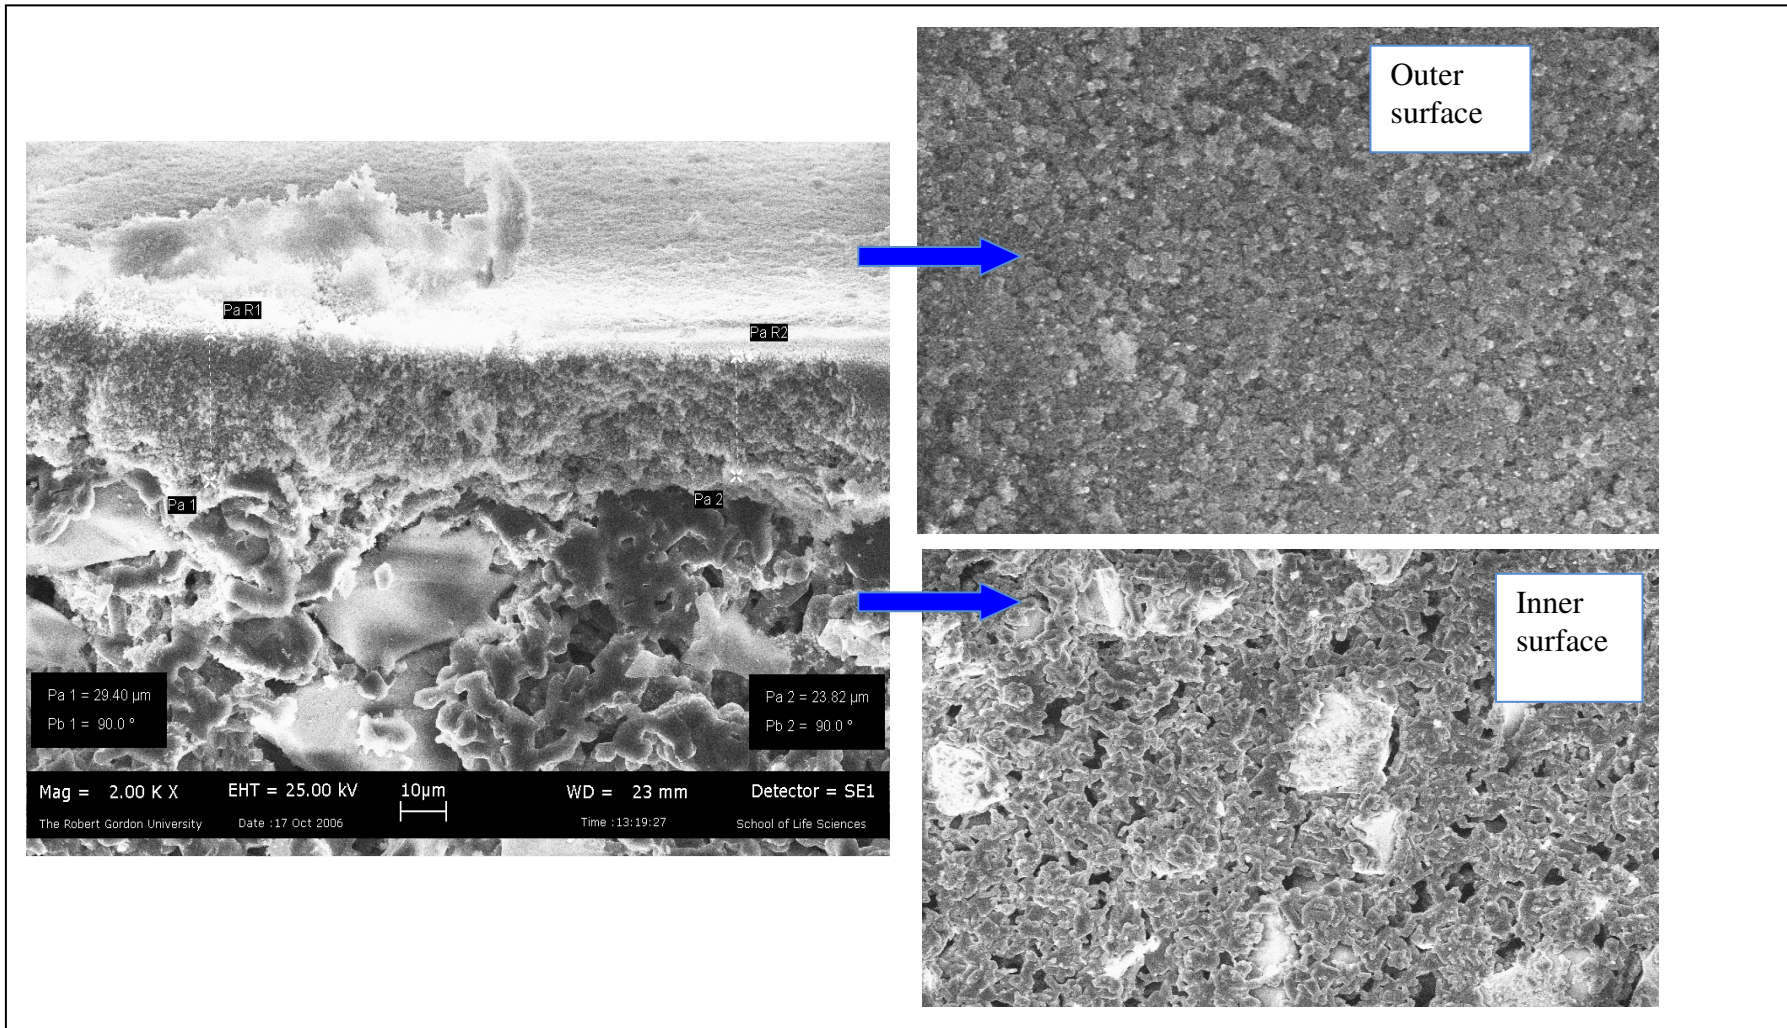 Outer
surface
Pa R1
Pa R2
Pa 1
Pa 2
Inner
surface
Pa 1 = 29.40 µm
Pb 1 = 90.0 °
Pa 2 = 23.82 µm
Pb 2 = 90.0 °
Mag = 2.00 K X EHT = 25.00 kV 10µm WD = 23 mm Detector = SE1
The Robert Gordon University Date :17 Oct 2006 Time :13:19:27 School of Life Sciences